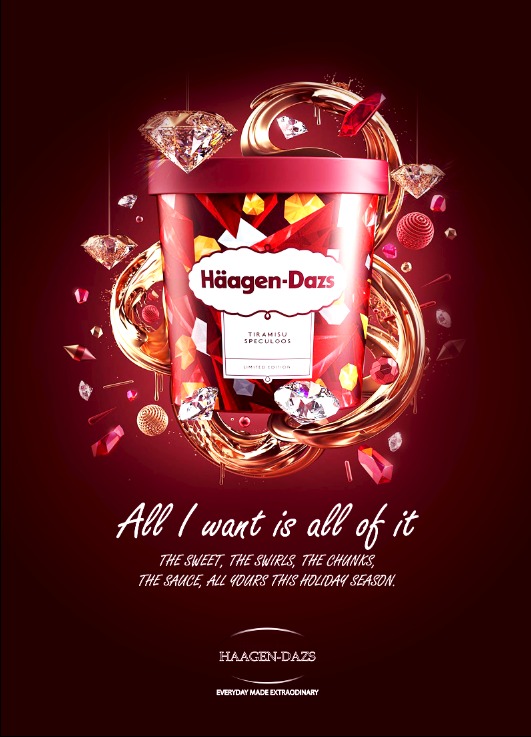 Häagen-Dazs
TIRAMISU
SPECULOOS
LIMITED EDITION
All I want is all of it
THE SWEET, THE SWIRLS, THE CHUNKS,
THE SAUCE, ALL YOURS THIS HOLIDAY SEASON.
HAAGEN-DAZS
EVERYDAY MADE EXTRAODINARY